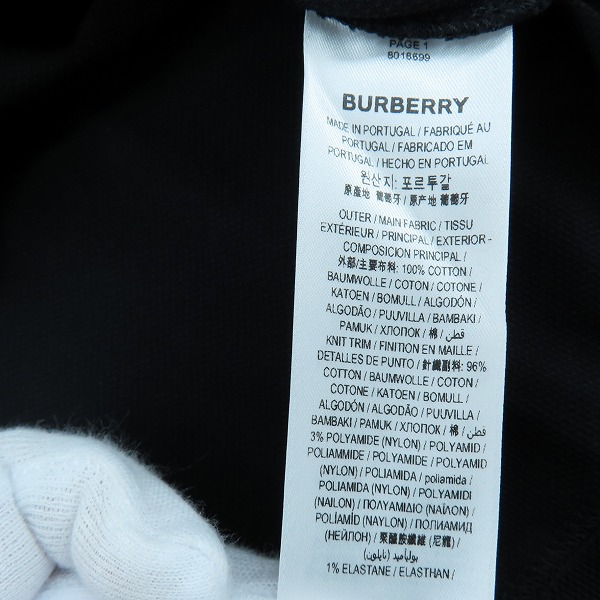 PAGE 1
8018699
BURBERRY
MADE IN PORTUGAL / FABRIQUÉ AU
PORTUGAL / FABRICADO EM
PORTUGAL / HECHO EN PORTUGAL
원산지: 포르투갈
原産地 葡萄牙 / 原产地 葡萄牙
OUTER / MAIN FABRIC / TISSU
EXTÉRIEUR / PRINCIPAL / EXTERIOR -
COMPOSICIÓN PRINCIPAL /
外部/主要布料: 100% COTTON /
BAUMWOLLE / COTON / COTONE /
KATOEN / BOMULL / ALGODÓN /
ALGODÃO / PUUVILLA / BAMBAKI /
PAMUK / ХЛОПОК / 棉 / قطن /
KNIT TRIM / FINITION EN MAILLE /
DETALLES DE PUNTO / 針織副料: 96%
COTTON / BAUMWOLLE / COTON /
COTONE / KATOEN / BOMULL /
ALGODÓN / ALGODÃO / PUUVILLA /
BAMBAKI / PAMUK / ХЛОПОК / 棉 / قطن /
3% POLYAMIDE (NYLON) / POLYAMID /
POLIAMMIDE / POLYAMIDE / POLYAMID
(NYLON) / POLIAMIDA / poliamida /
POLIAMIDA (NYLON) / POLYAMIDI
(NAILON) / ΠΟΛΥΑΜΙΔΙΟ (ΝΑΪΛΟΝ) /
POLİAMİD (NAYLON) / ПОЛИАМИД
(НЕЙЛОН) / 聚醯胺纖維 (尼龍) /
بوليأميد (نايلون) /
1% ELASTANE / ELASTHAN /